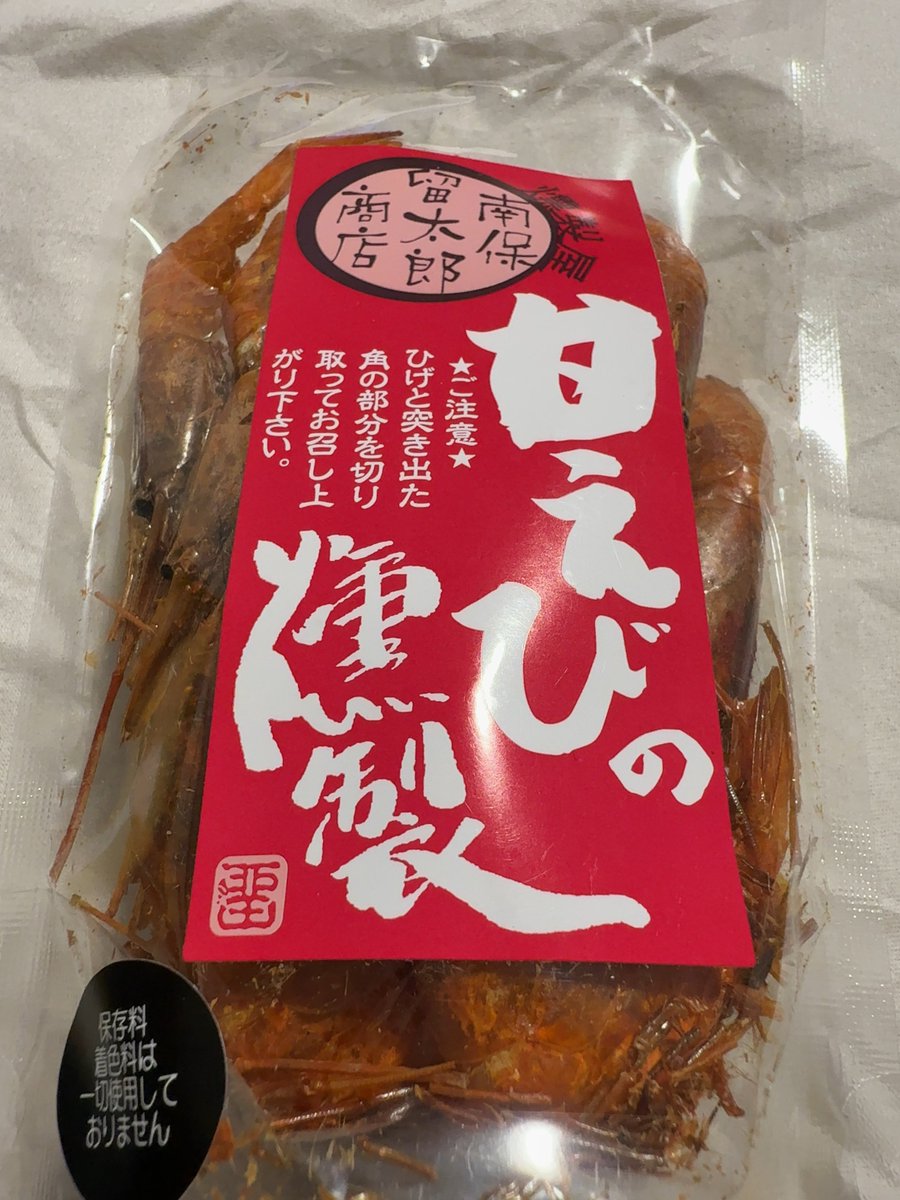 燻製屋
南保
留太郎
商店
甘えびの
燻製
★ご注意★
ひげと突き出た
角の部分を切り
取ってお召し上
がり下さい。
保存料
着色料は
一切使用して
おりません